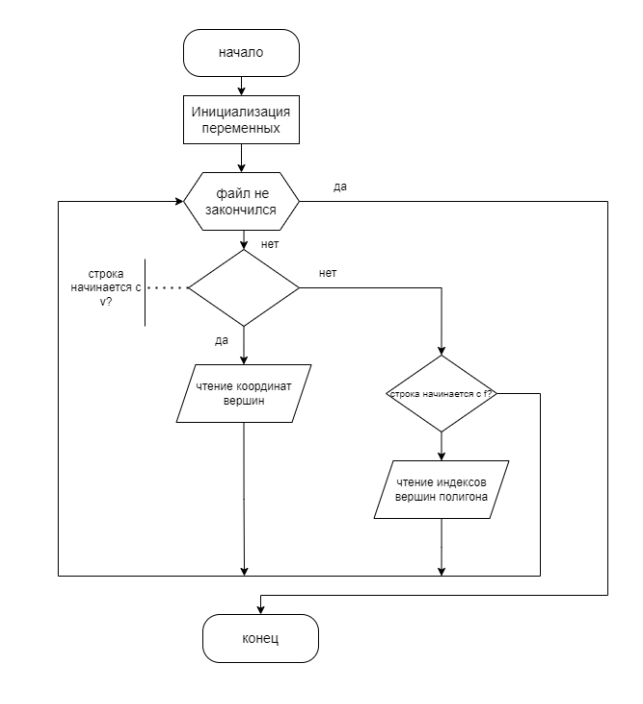 начало
Инициализация
переменных
файл не
закончился
да
нет
строка
начинается с
v?
нет
да
чтение координат
вершин
строка начинается с f?
чтение индексов
вершин полигона
конец